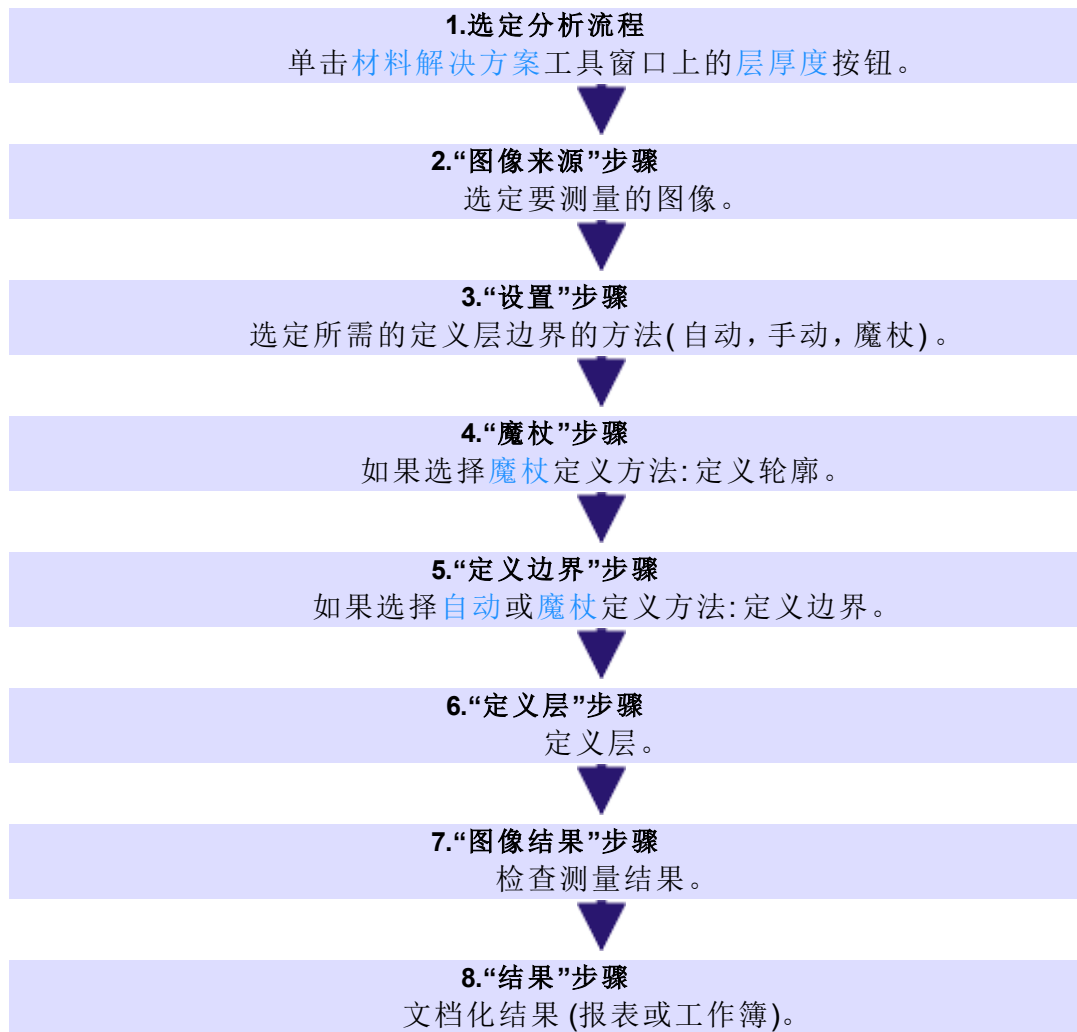 1.选定分析流程
单击材料解决方案工具窗口上的层厚度按钮。
2.“图像来源”步骤
选定要测量的图像。
3.“设置”步骤
选定所需的定义层边界的方法(自动，手动，魔杖)。
4.“魔杖”步骤
如果选择魔杖定义方法:定义轮廓。
5.“定义边界”步骤
如果选择自动或魔杖定义方法:定义边界。
6.“定义层”步骤
定义层。
7.“图像结果”步骤
检查测量结果。
8.“结果”步骤
文档化结果 (报表或工作簿)。